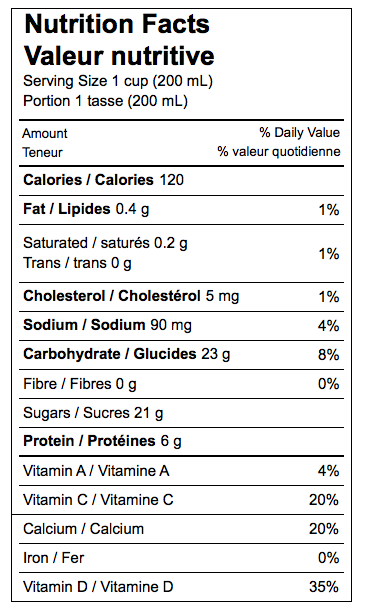 Nutrition Facts
Valeur nutritive
Serving Size 1 cup (200 mL)
Portion 1 tasse (200 mL)
Amount % Daily Value
Teneur % valeur quotidienne
Calories / Calories 120
Fat / Lipides 0.4 g 1%
Saturated / saturés 0.2 g
Trans / trans 0 g 1%
Cholesterol / Cholestérol 5 mg 1%
Sodium / Sodium 90 mg 4%
Carbohydrate / Glucides 23 g 8%
Fibre / Fibres 0 g 0%
Sugars / Sucres 21 g
Protein / Protéines 6 g
Vitamin A / Vitamine A 4%
Vitamin C / Vitamine C 20%
Calcium / Calcium 20%
Iron / Fer 0%
Vitamin D / Vitamine D 35%